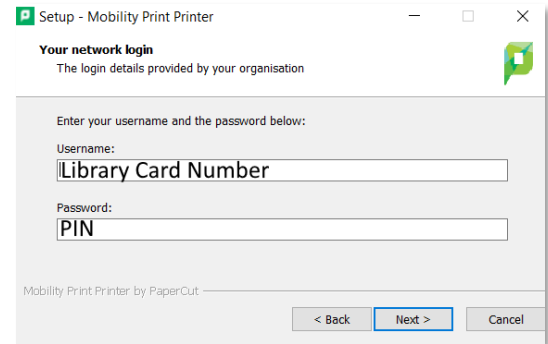 Setup - Mobility Print Printer
Your network login
The login details provided by your organisation
Enter your username and the password below:
Username:
Library Card Number
Password:
PIN
Mobility Print Printer by PaperCut
< Back Next > Cancel